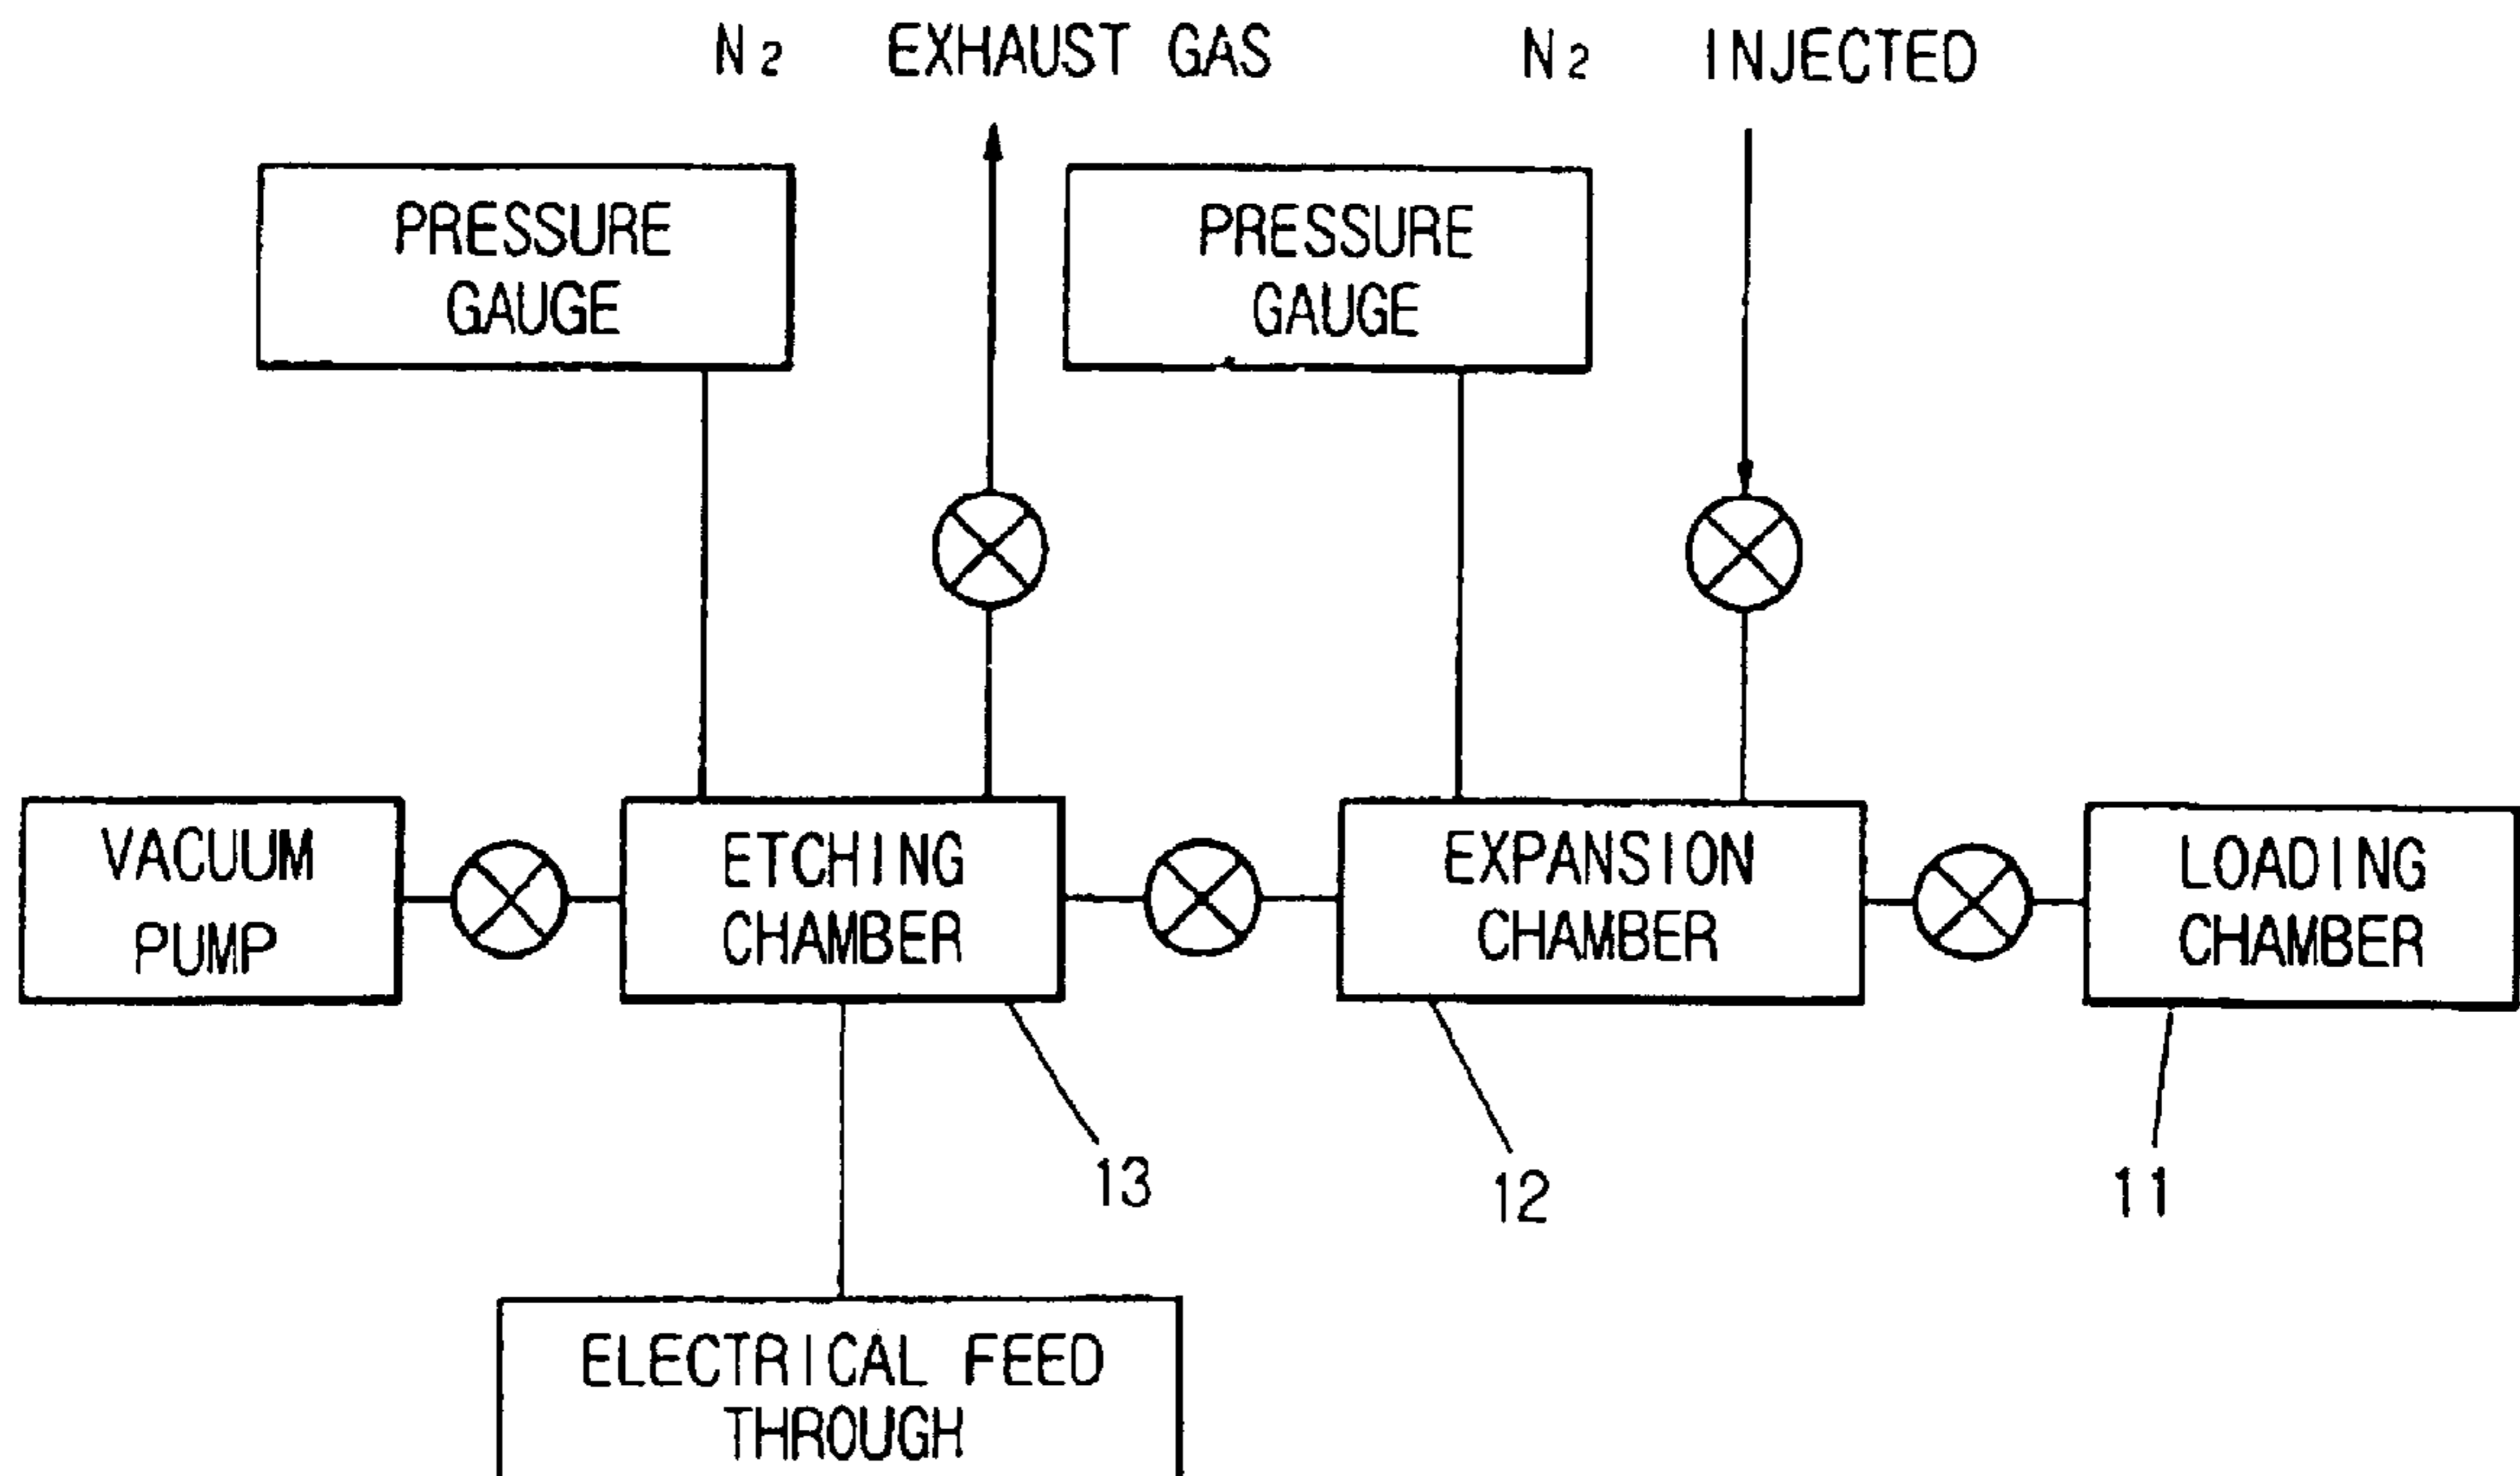 N2 EXHAUST GAS
N2 INJECTED
PRESSURE
GAUGE
PRESSURE
GAUGE
VACUUM
PUMP
ETCHING
CHAMBER
EXPANSION
CHAMBER
LOADING
CHAMBER
13
12
11
ELECTRICAL FEED
THROUGH